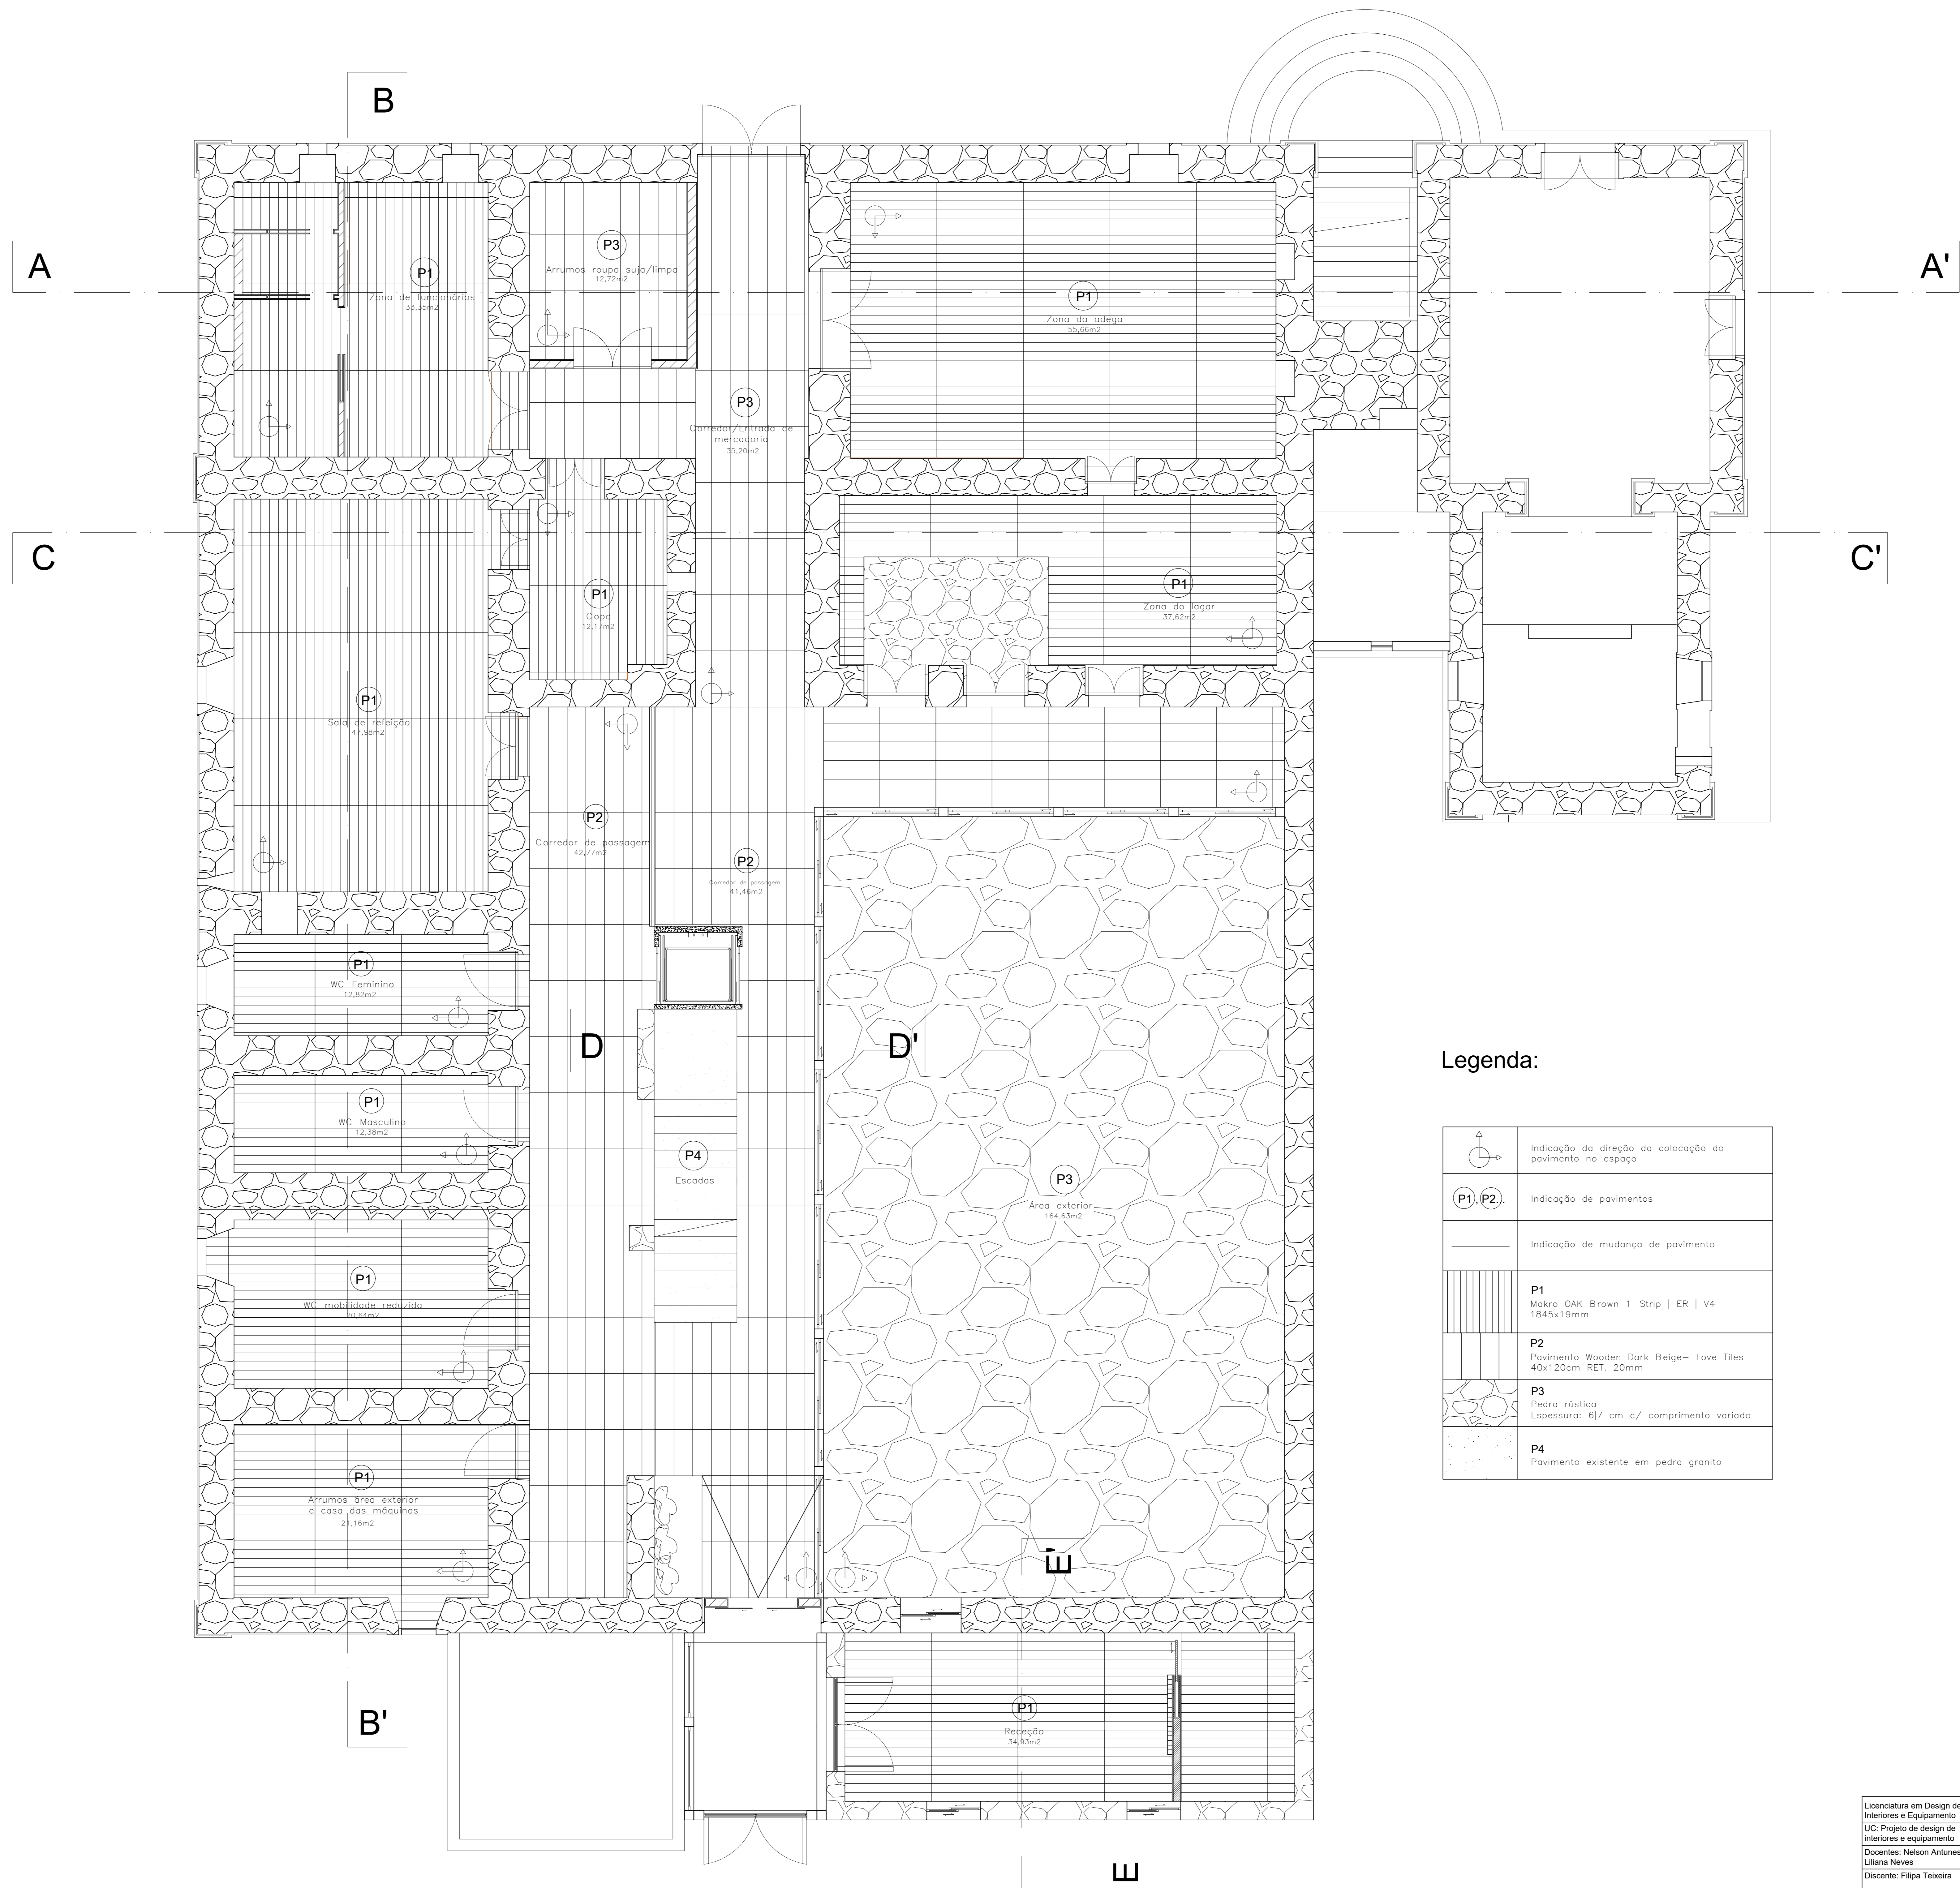 B
A
A'
P3
Arrumos roupa suja/limpa
12,72m2
P1
Zona de funcionários
33,35m2
P1
Zona da adega
55,66m2
P3
Corredor/Entrada de
mercadoria
35,20m2
C
C'
P1
Copa
12,17m2
P1
Zona do lagar
37,62m2
P1
Sala de refeição
47,98m2
P2
Corredor de passagem
42,77m2
P2
Corredor de passagem
41,46m2
P1
WC Feminino
12,82m2
D
D'
P1
WC Masculino
12,38m2
P4
Escadas
P3
Área exterior
164,63m2
P1
WC mobilidade reduzida
20,64m2
P1
Arrumos área exterior
e casa das máquinas
21,16m2
E'
P1
Receção
34,93m2
B'
E
Legenda:
Indicação da direção da colocação do
pavimento no espaço
P1, P2...
Indicação de pavimentos
Indicação de mudança de pavimento
P1
Makro OAK Brown 1-Strip | ER | V4
1845x19mm
P2
Pavimento Wooden Dark Beige- Love Tiles
40x120cm RET. 20mm
P3
Pedra rústica
Espessura: 6|7 cm c/ comprimento variado
P4
Pavimento existente em pedra granito
Licenciatura em Design de
Interiores e Equipamento
UC: Projeto de design de
interiores e equipamento
Docentes: Nelson Antunes
Liliana Neves
Discente: Filipa Teixeira